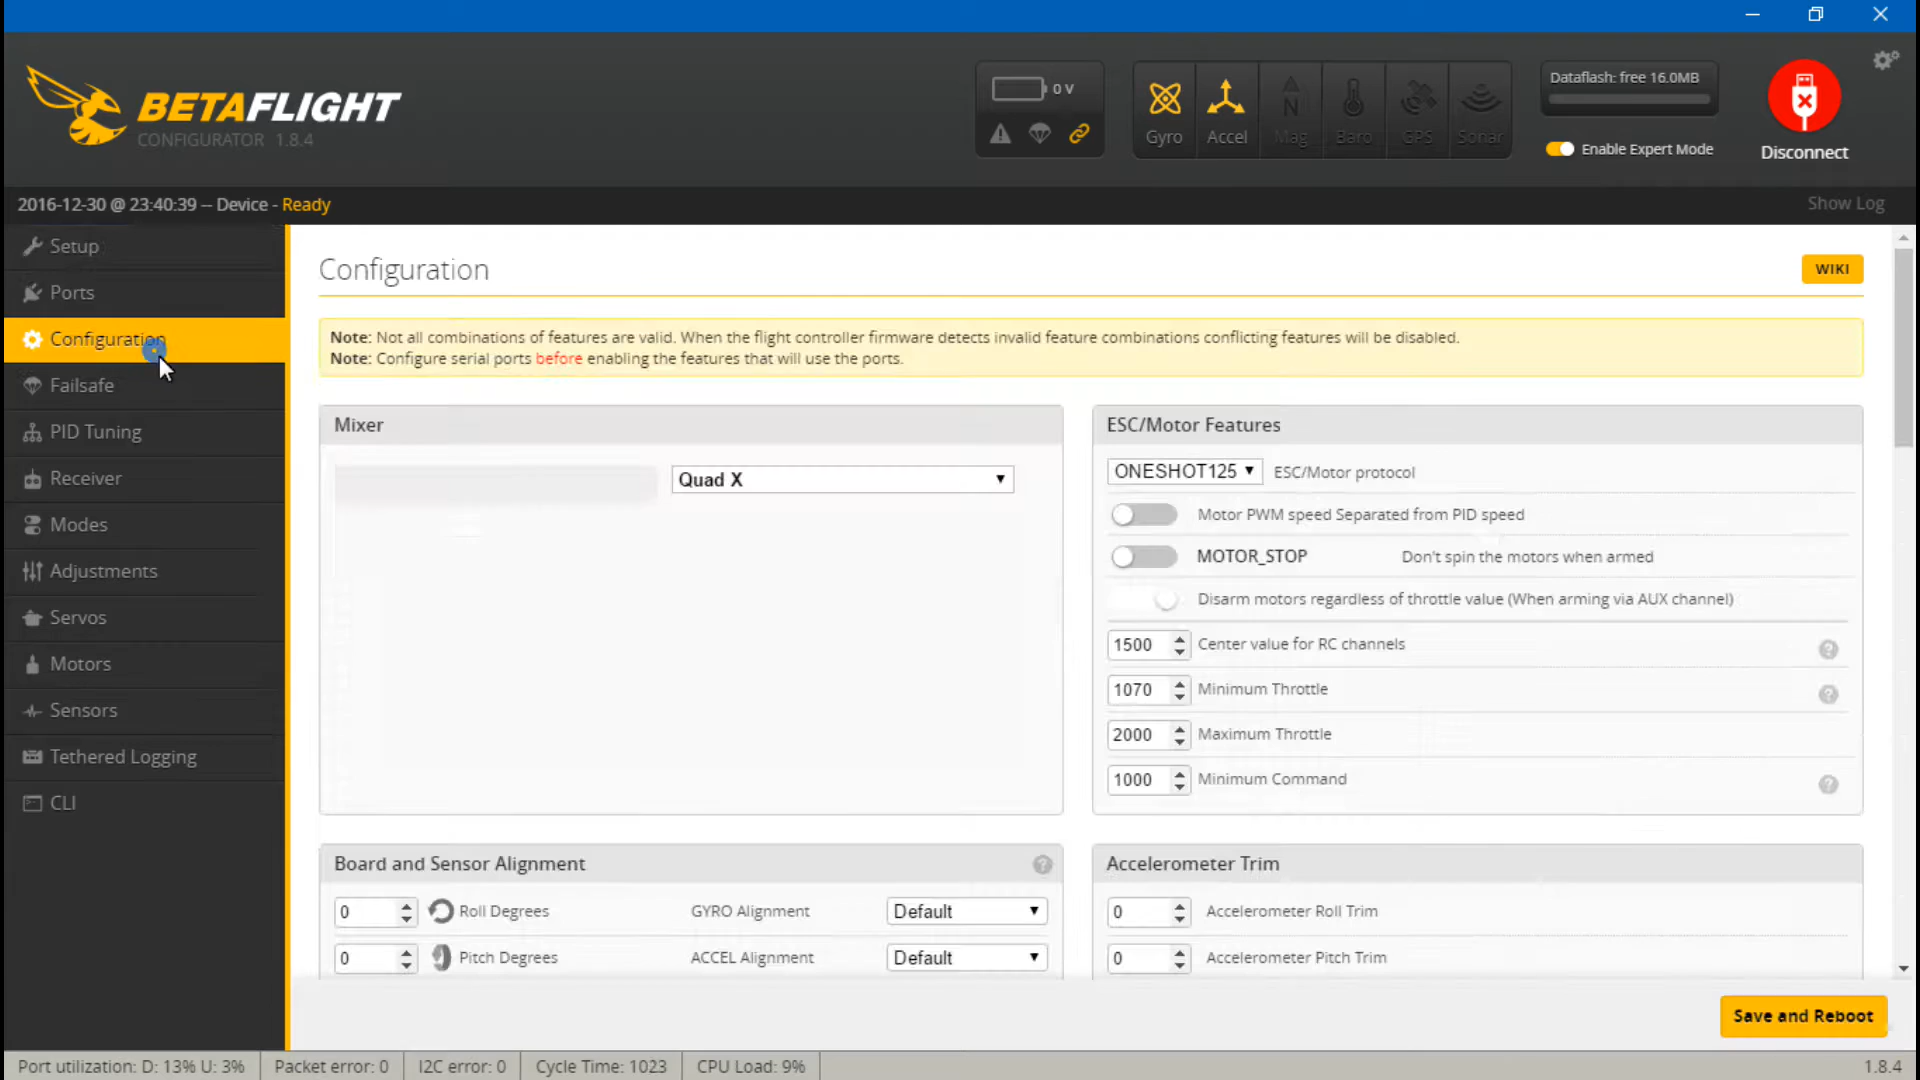 BETAFLIGHT
CONFIGURATOR 1.8.4
0 V
Gyro
Accel
Mag
Baro
GPS
Sonar
Dataflash: free 16.0MB
Enable Expert Mode
Disconnect
2016-12-30 @ 23:40:39 -- Device - Ready
Show Log
Setup
Ports
Configuration
Failsafe
PID Tuning
Receiver
Modes
Adjustments
Servos
Motors
Sensors
Tethered Logging
CLI
Configuration
WIKI
Note: Not all combinations of features are valid. When the flight controller firmware detects invalid feature combinations conflicting features will be disabled.
Note: Configure serial ports before enabling the features that will use the ports.
Mixer
Quad X
ESC/Motor Features
ONESHOT125 ESC/Motor protocol
Motor PWM speed Separated from PID speed
MOTOR_STOP Don't spin the motors when armed
Disarm motors regardless of throttle value (When arming via AUX channel)
1500 Center value for RC channels
1070 Minimum Throttle
2000 Maximum Throttle
1000 Minimum Command
Board and Sensor Alignment
0 Roll Degrees GYRO Alignment Default
0 Pitch Degrees ACCEL Alignment Default
Accelerometer Trim
0 Accelerometer Roll Trim
0 Accelerometer Pitch Trim
Save and Reboot
Port utilization: D: 13% U: 3% Packet error: 0 I2C error: 0 Cycle Time: 1023 CPU Load: 9% 1.8.4